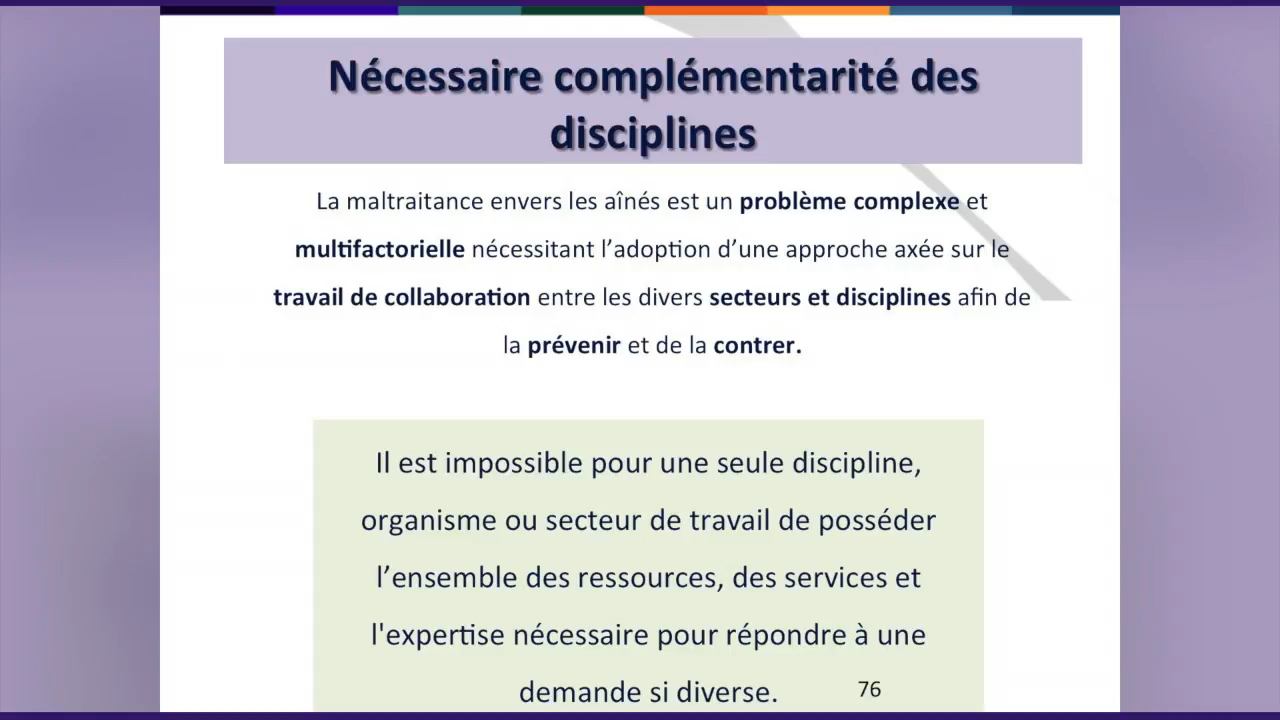 Nécessaire complémentarité des
disciplines
La maltraitance envers les aînés est un problème complexe et
multifactorielle nécessitant l’adoption d’une approche axée sur le
travail de collaboration entre les divers secteurs et disciplines afin de
la prévenir et de la contrer.
Il est impossible pour une seule discipline,
organisme ou secteur de travail de posséder
l’ensemble des ressources, des services et
l'expertise nécessaire pour répondre à une
demande si diverse.
76